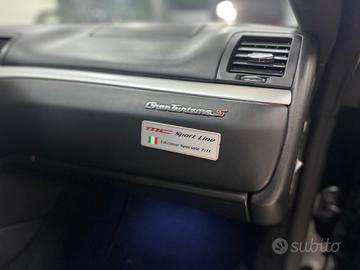 GranTurismo S
MC Sport Line
Edizione Speciale 7/11
subito